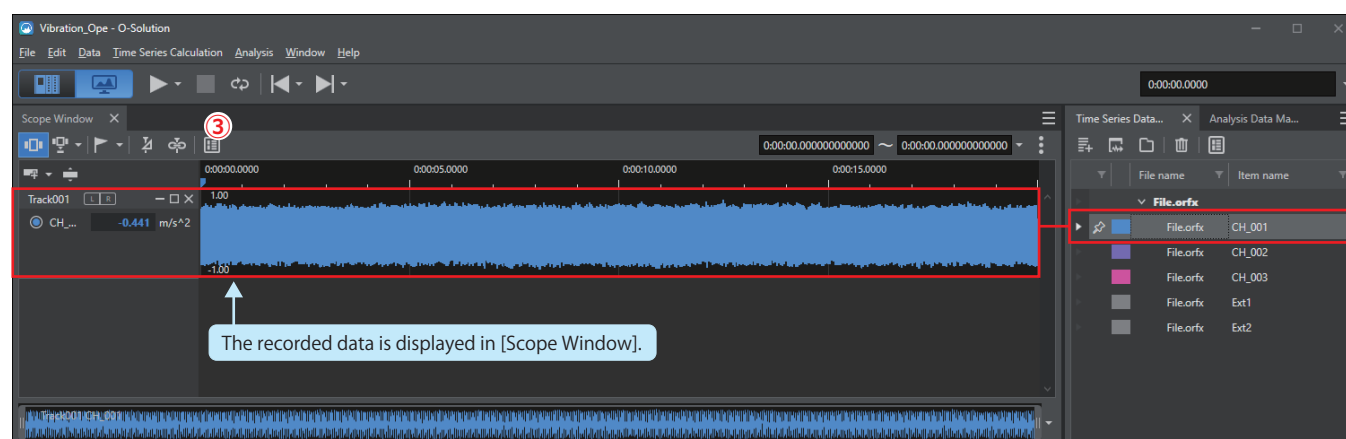 Vibration_Ope - O-Solution
File Edit Data Time Series Calculation Analysis Window Help
0:00:00.0000
Scope Window
Time Series Data... Analysis Data Ma...
③
0:00:00.000000000000 ～ 0:00:00.000000000000
0:00:00.0000 0:00:05.0000 0:00:10.0000 0:00:15.0000
File name Item name
Track001 L R
1.00
File.orfx
CH_... -0.441 m/s^2
File.orfx CH_001
-1.00
File.orfx CH_002
File.orfx CH_003
File.orfx Ext1
File.orfx Ext2
The recorded data is displayed in [Scope Window].
Track001 CH_001